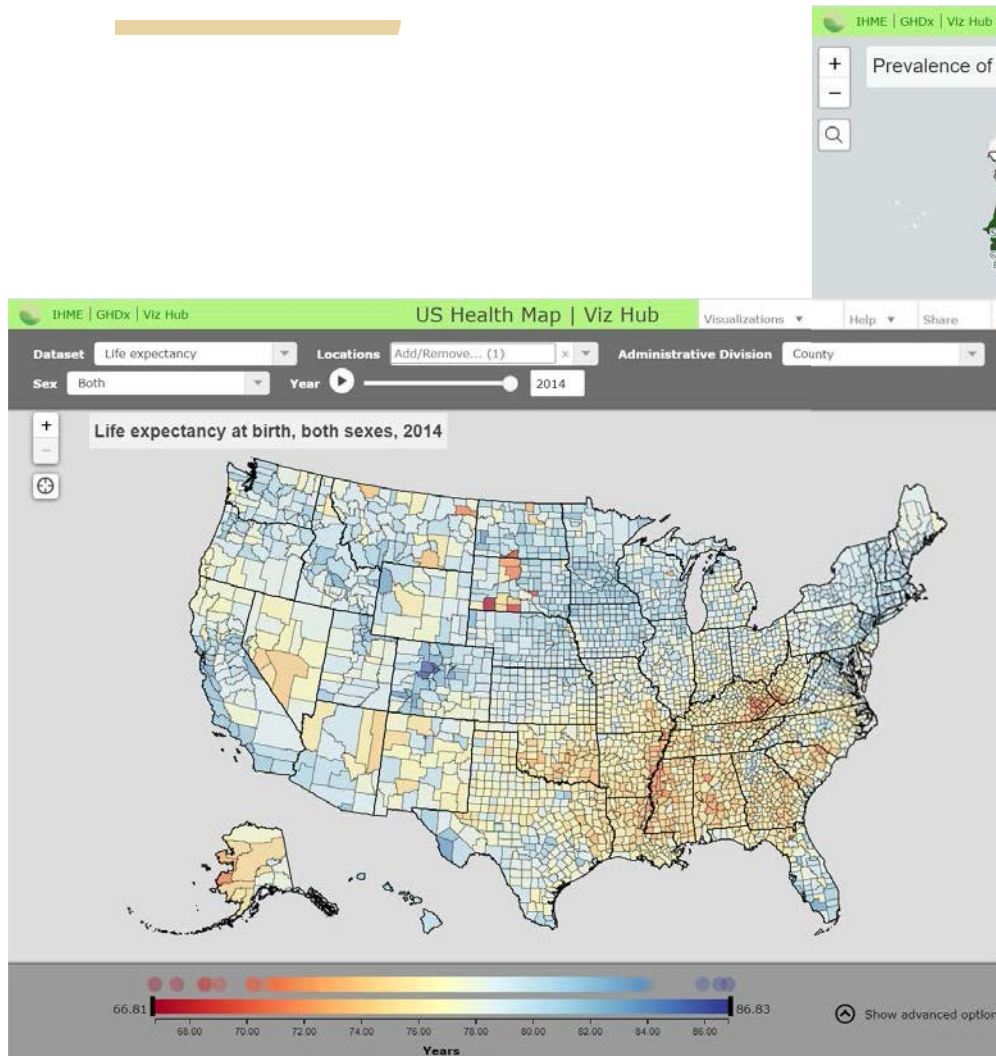 IHME | GHDx | Viz Hub
+
Prevalence of
−
IHME | GHDx | Viz Hub
US Health Map | Viz Hub
Visualizations ▼
Help ▼
Share
Dataset Life expectancy
Locations Add/Remove... (1) x
Administrative Division County
Sex Both
Year 2014
+
−
Life expectancy at birth, both sexes, 2014
66.81
86.83
68.00 70.00 72.00 74.00 76.00 78.00 80.00 82.00 84.00 86.00
Years
Show advanced option